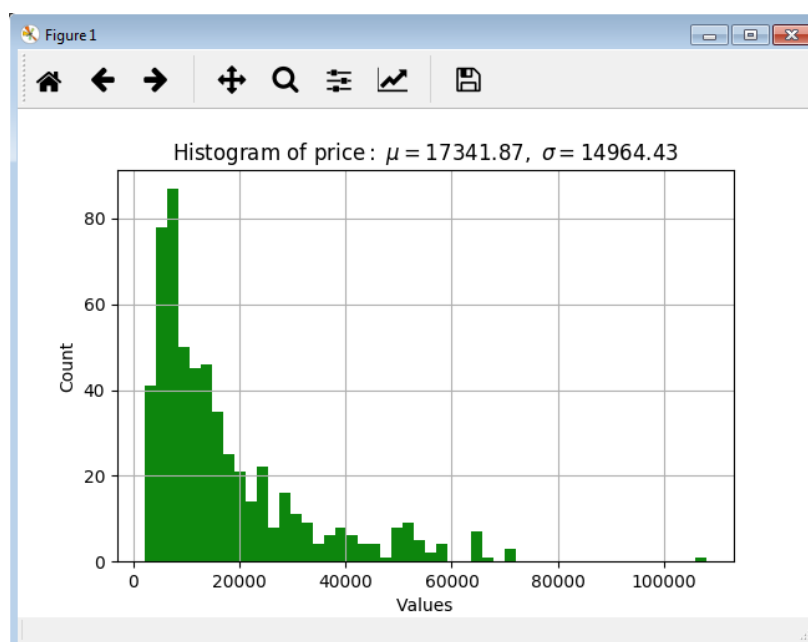 Figure 1
Histogram of price: μ = 17341.87, σ = 14964.43
80
60
40
20
0
Count
0 20000 40000 60000 80000 100000
Values